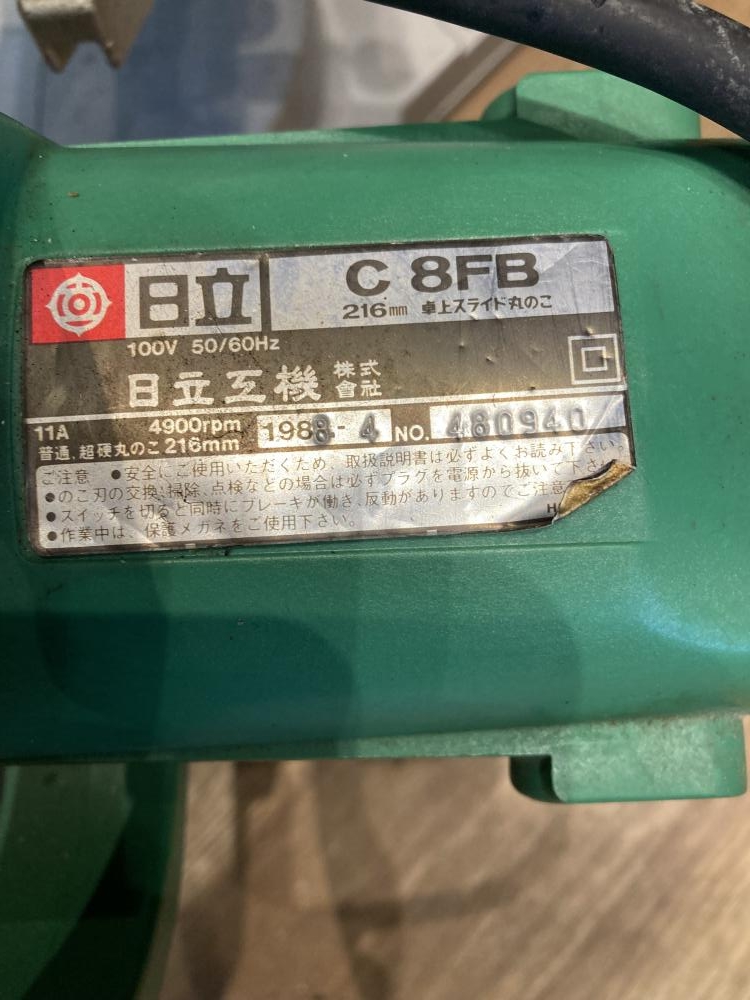 日立
C 8FB
216mm 卓上スライド丸のこ
100V 50/60Hz
日立工機 株式會社
11A 4900rpm
普通、超硬丸のこ216mm
1988-4 NO. 480940
ご注意 ●安全にご使用いただくため、取扱説明書は必ずよくお読み下さい
●のこ刃の交換、掃除、点検などの場合は必ずプラグを電源から抜いて下さ
●スイッチを切ると同時にブレーキが働き、反動がありますのでご注意
●作業中は、保護メガネをご使用下さい。
H